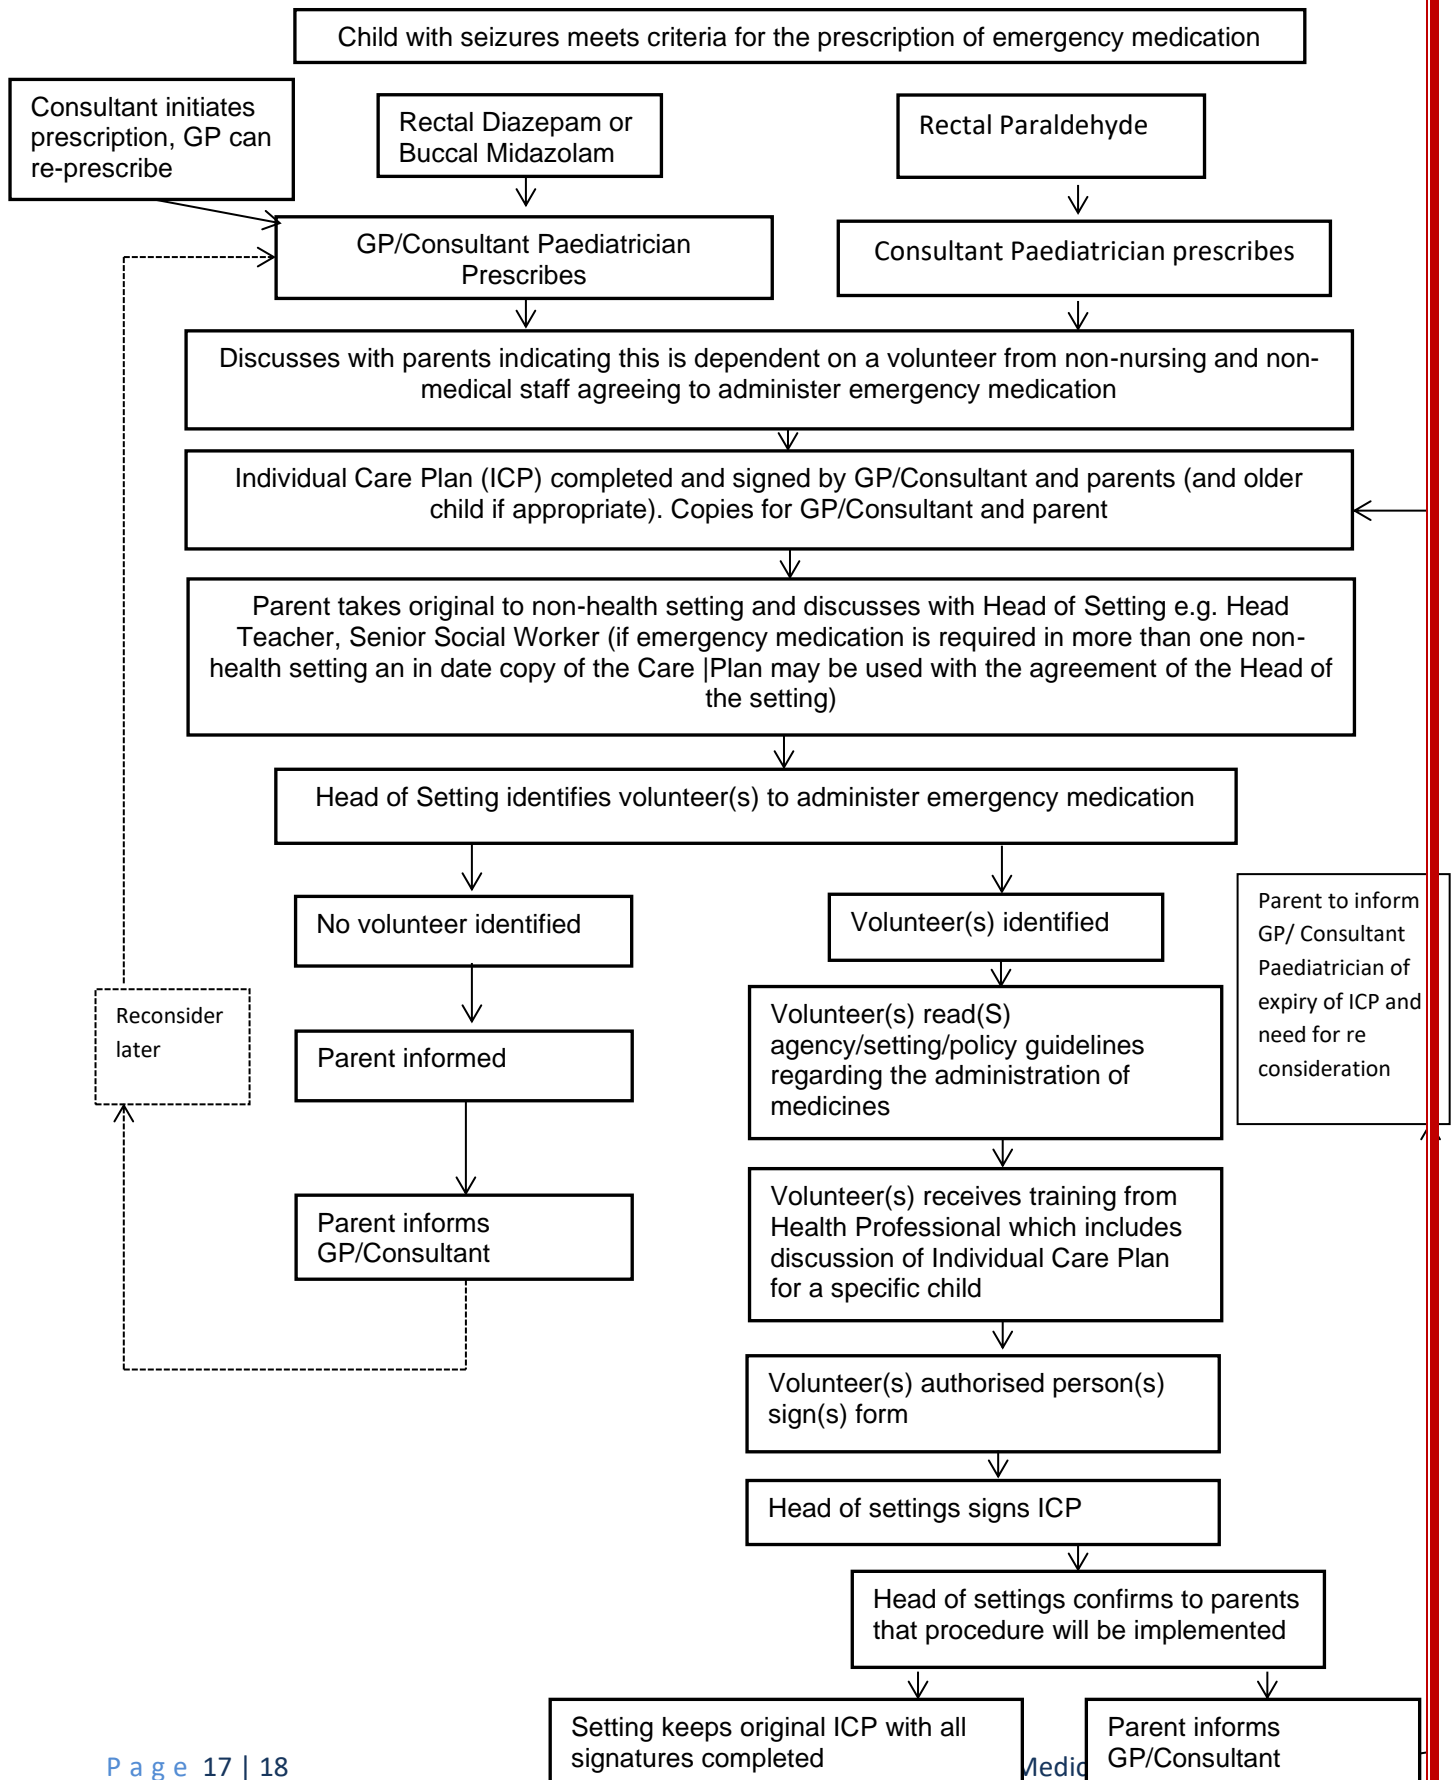 Child with seizures meets criteria for the prescription of emergency medication
Consultant initiates
prescription, GP can
re-prescribe
Rectal Diazepam or
Buccal Midazolam
Rectal Paraldehyde
GP/Consultant Paediatrician
Prescribes
Consultant Paediatrician prescribes
Discusses with parents indicating this is dependent on a volunteer from non-nursing and non-
medical staff agreeing to administer emergency medication
Individual Care Plan (ICP) completed and signed by GP/Consultant and parents (and older
child if appropriate). Copies for GP/Consultant and parent
Parent takes original to non-health setting and discusses with Head of Setting e.g. Head
Teacher, Senior Social Worker (if emergency medication is required in more than one non-
health setting an in date copy of the Care |Plan may be used with the agreement of the Head of
the setting)
Head of Setting identifies volunteer(s) to administer emergency medication
No volunteer identified
Volunteer(s) identified
Parent to inform
GP/ Consultant
Paediatrician of
expiry of ICP and
need for re
consideration
Reconsider
later
Parent informed
Volunteer(s) read(S)
agency/setting/policy guidelines
regarding the administration of
medicines
Parent informs
GP/Consultant
Volunteer(s) receives training from
Health Professional which includes
discussion of Individual Care Plan
for a specific child
Volunteer(s) authorised person(s)
sign(s) form
Head of settings signs ICP
Head of settings confirms to parents
that procedure will be implemented
Setting keeps original ICP with all
signatures completed
Parent informs
GP/Consultant
Page 17 | 18